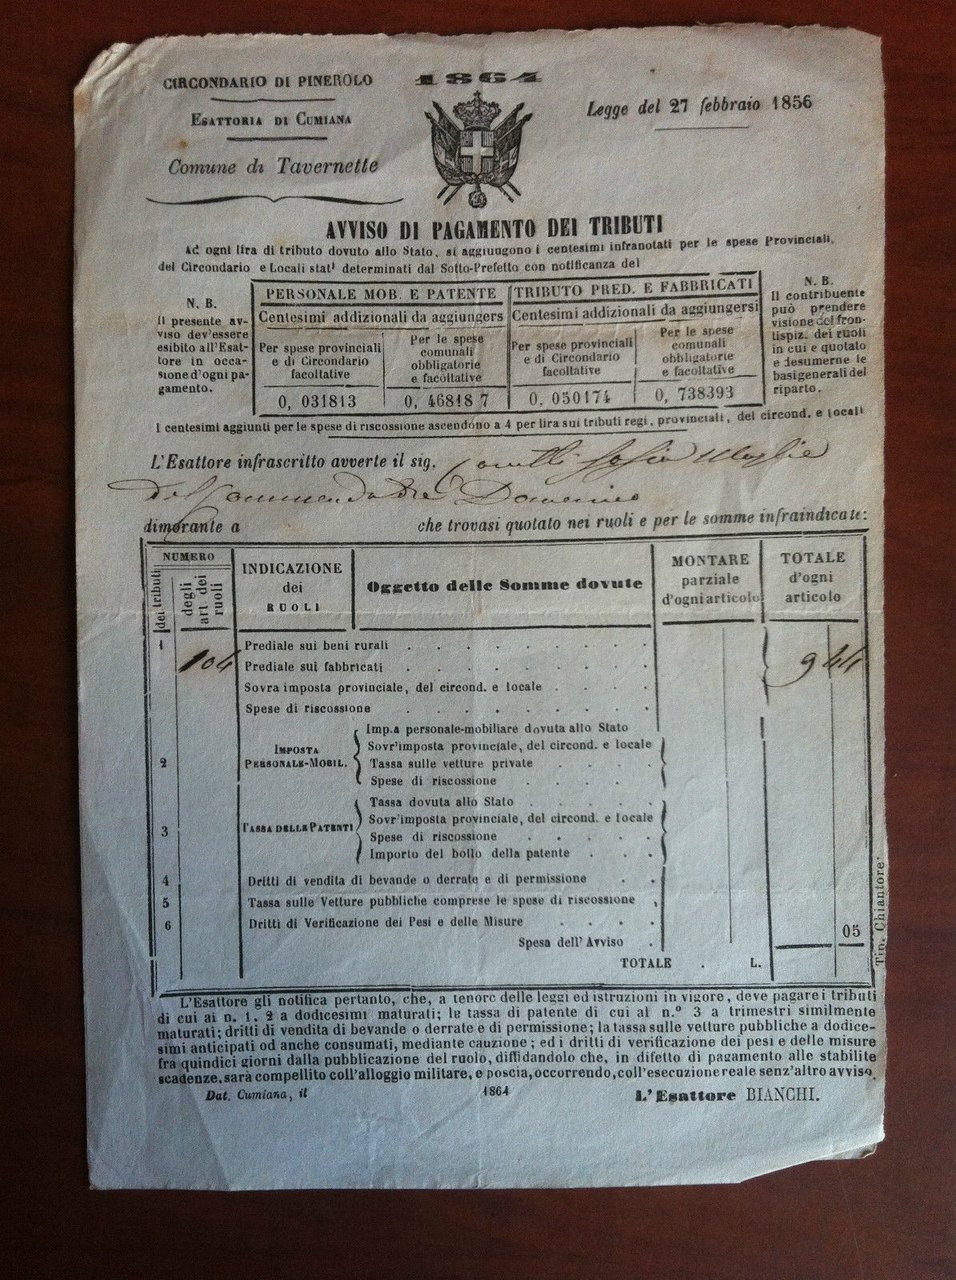 CIRCONDARIO DI PINEROLO
ESATTORIA DI CUMIANA
Comune di Tavernette
1864
Legge del 27 febbraio 1856
AVVISO DI PAGAMENTO DEI TRIBUTI
Ad ogni lira di tributo dovuto allo Stato, si aggiungono i centesimi infranotati per le spese Provinciali,
del Circondario e Locali stati determinati dal Sotto-Prefetto con notificanza del
N. B.
Il presente av-
viso dev'essere
esibito all'Esat-
tore in occa-
sione d'ogni pa-
gamento.
PERSONALE MOB. E PATENTE
Centesimi addizionali da aggiungers
Per spese provinciali
e di Circondario
facoltative
Per le spese
comunali
obbligatorie
e facoltative
0, 031813
0, 46818 7
TRIBUTO PRED. E FABBRICATI
Centesimi addizionali da aggiungersi
Per spese provinciali
e di Circondario
facoltative
Per le spese
comunali
obbligatorie
e facoltative
0, 050174
0, 738393
N. B.
Il contribuente
può prendere
visione del fron-
tispiz. dei ruoli
in cui e quotato
e desumerne le
basi generali del
riparto.
I centesimi aggiunti per le spese di riscossione ascendono a 4 per lira sui tributi regi, provinciali, del circond. e locali
L'Esattore infrascritto avverte il sig. Sofia Moglie
Domenico
dimorante a che trovasi quotato nei ruoli e per le somme infraindicate:
NUMERO
dei tributi
degli art. dei ruoli
INDICAZIONE
dei
RUOLI
Oggetto delle Somme dovute
MONTARE
parziale
d'ogni articolo
TOTALE
d'ogni
articolo
1 Prediale sui beni rurali . . . . . . . .
104 Prediale sui fabbricati . . . . . . . . 9 44
Sovra imposta provinciale, del circond. e locale . . . .
Spese di riscossione . . . . . . . .
2 IMPOSTA
PERSONALE-MOBIL.
Imp.a personale-mobiliare dovuta allo Stato
Sovr'imposta provinciale, del circond. e locale
Tassa sulle vetture private . . . .
Spese di riscossione . . . . .
3 TASSA DELLE PATENTI
Tassa dovuta allo Stato . . . . .
Sovr'imposta provinciale, del circond. e locale
Spese di riscossione . . . . .
Importo del bollo della patente . . .
4 Dritti di vendita di bevande o derrate e di permissione . .
5 Tassa sulle Vetture pubbliche comprese le spese di riscossione ,
6 Dritti di Verificazione dei Pesi e delle Misure . . . .
Spesa dell'Avviso . 05
TOTALE . L.
Tip. Chiantore
L'Esattore gli notifica pertanto, che, a tenore delle leggi ed istruzioni in vigore, deve pagare i tributi
di cui ai n. 1, 2 a dodicesimi maturati; le tassa di patente di cui al n.º 3 a trimestri similmente
maturati; dritti di vendita di bevande o derrate e di permissione; la tassa sulle vetture pubbliche a dodice-
simi anticipati od anche consumati, mediante cauzione; ed i dritti di verificazione dei pesi e delle misure
fra quindici giorni dalla pubblicazione del ruolo, diffidandolo che, in difetto di pagamento alle stabilite
scadenze, sarà compellito coll'alloggio militare, e poscia, occorrendo, coll'esecuzione reale senz'altro avviso.
Dat. Cumiana, il 1864 L'Esattore BIANCHI.